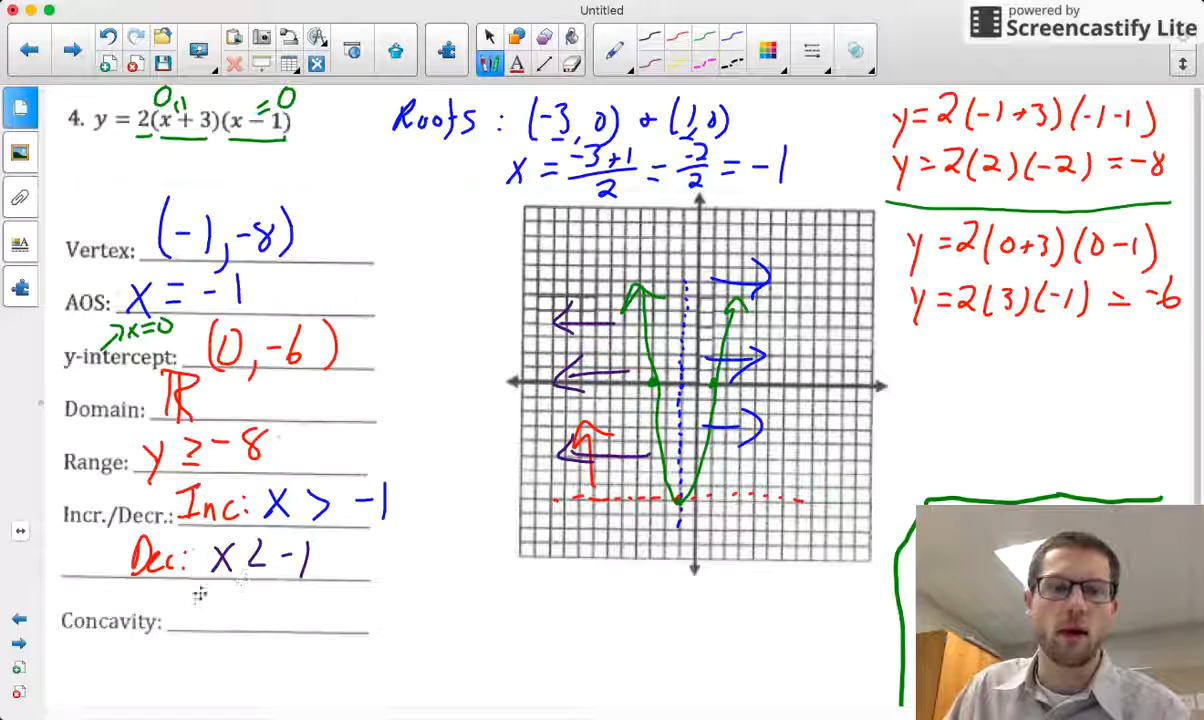 Untitled
powered by
Screencastify Lite
4. y = 2(x + 3)(x − 1)
0
= 0
Roots : (-3, 0) + (1, 0)
x = -3+1/2 = -2/2 = -1
y = 2(-1+3)(-1-1)
y = 2(2)(-2) = -8
y = 2(0+3)(0-1)
y = 2(3)(-1) = -6
Vertex: (-1, -8)
AOS: x = -1
x=0
y-intercept: (0, -6)
Domain: ℝ
Range: y ≥ -8
Incr./Decr.: Inc: x > -1
Dec: x < -1
Concavity: